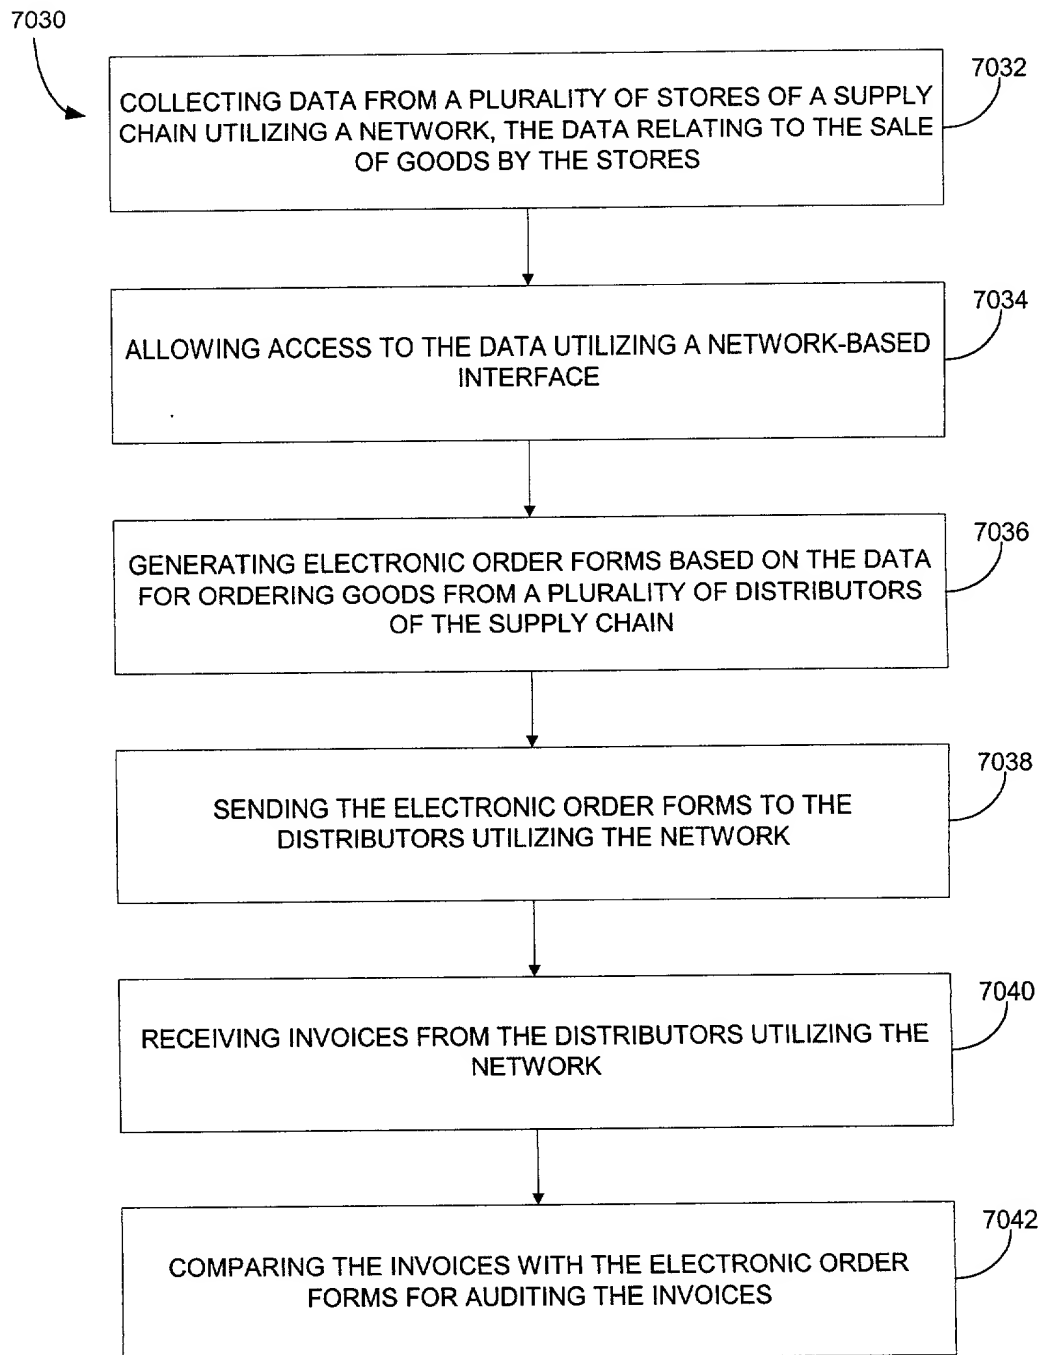 7030
7032
COLLECTING DATA FROM A PLURALITY OF STORES OF A SUPPLY
CHAIN UTILIZING A NETWORK, THE DATA RELATING TO THE SALE
OF GOODS BY THE STORES
7034
ALLOWING ACCESS TO THE DATA UTILIZING A NETWORK-BASED
INTERFACE
7036
GENERATING ELECTRONIC ORDER FORMS BASED ON THE DATA
FOR ORDERING GOODS FROM A PLURALITY OF DISTRIBUTORS
OF THE SUPPLY CHAIN
7038
SENDING THE ELECTRONIC ORDER FORMS TO THE
DISTRIBUTORS UTILIZING THE NETWORK
7040
RECEIVING INVOICES FROM THE DISTRIBUTORS UTILIZING THE
NETWORK
7042
COMPARING THE INVOICES WITH THE ELECTRONIC ORDER
FORMS FOR AUDITING THE INVOICES